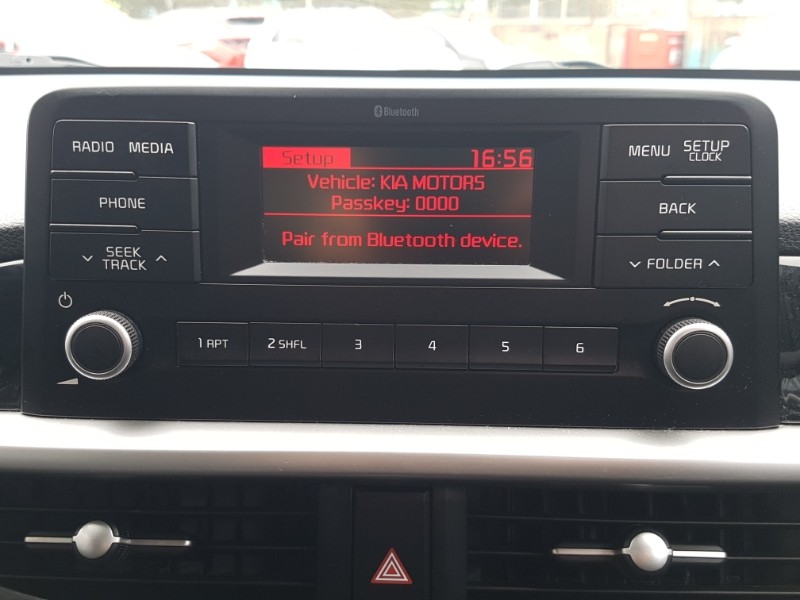 Bluetooth
RADIO MEDIA
PHONE
SEEK
TRACK
Setup 16:56
Vehicle: KIA MOTORS
Passkey: 0000
Pair from Bluetooth device.
MENU SETUP
CLOCK
BACK
FOLDER
1 RPT
2 SHFL
3
4
5
6